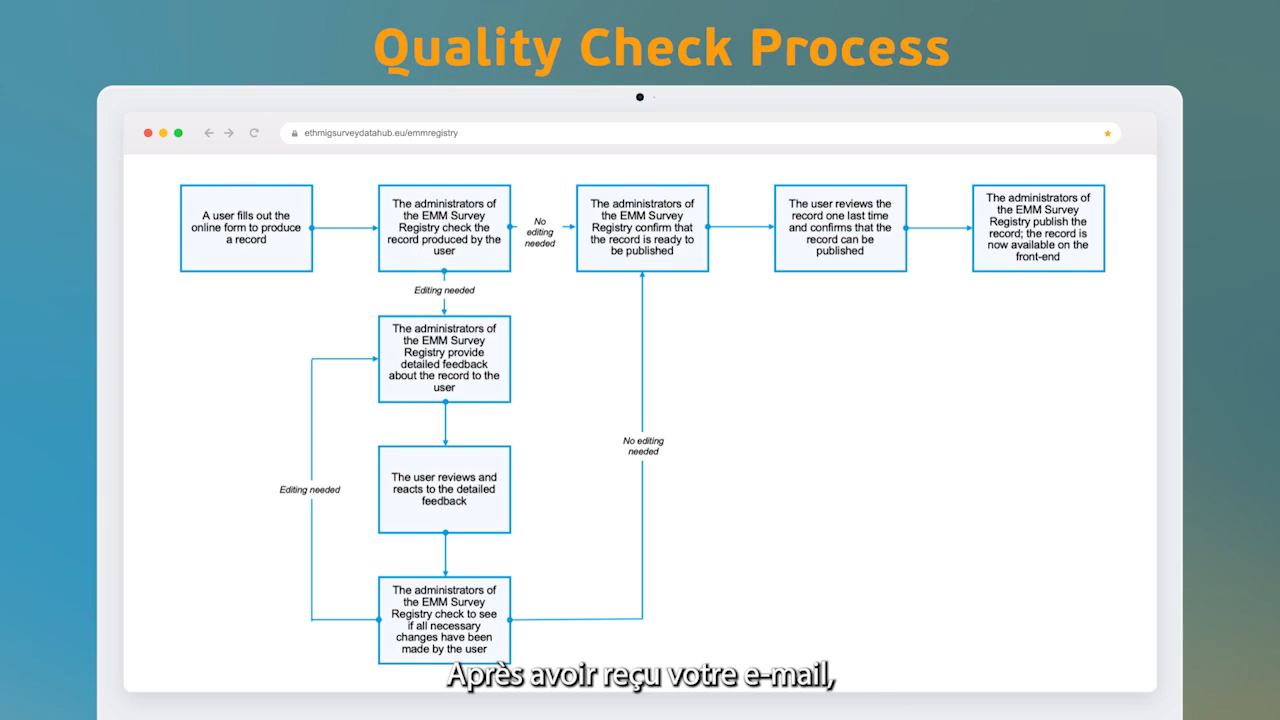 Quality Check Process
ethmigsurveydatahub.eu/emmregistry
A user fills out the
online form to produce
a record
The administrators of
the EMM Survey
Registry check the
record produced by the
user
No
editing
needed
The administrators of
the EMM Survey
Registry confirm that
the record is ready to
be published
The user reviews the
record one last time
and confirms that the
record can be
published
The administrators of
the EMM Survey
Registry publish the
record; the record is
now available on the
front-end
Editing needed
The administrators of
the EMM Survey
Registry provide
detailed feedback
about the record to the
user
No editing
needed
The user reviews and
reacts to the detailed
feedback
Editing needed
The administrators of
the EMM Survey
Registry check to see
if all necessary
changes have been
made by the user
Après avoir reçu votre e-mail,